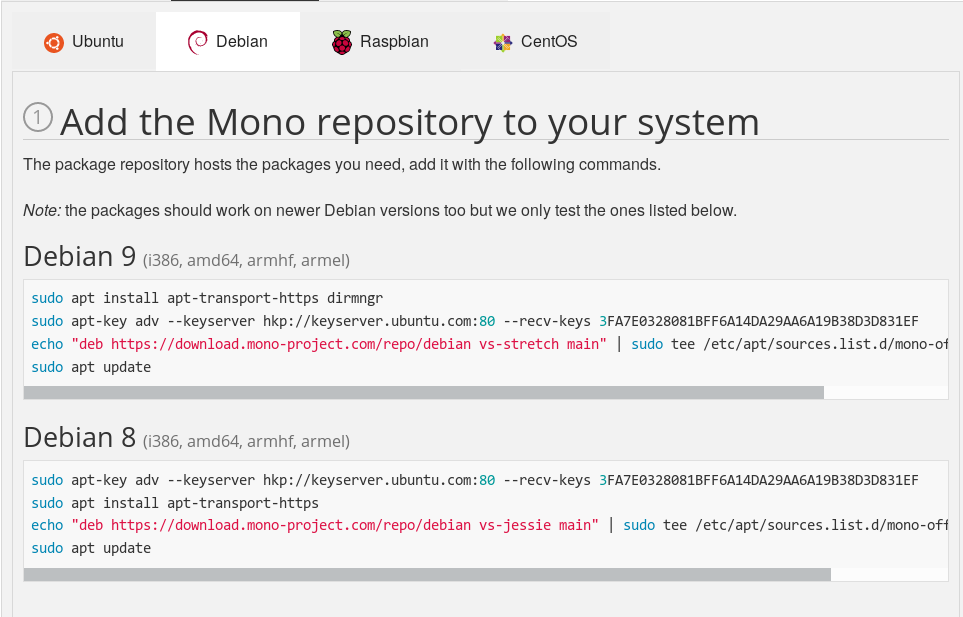 Ubuntu Debian Raspbian CentOS
1 Add the Mono repository to your system
The package repository hosts the packages you need, add it with the following commands.
Note: the packages should work on newer Debian versions too but we only test the ones listed below.
Debian 9 (i386, amd64, armhf, armel)
sudo apt install apt-transport-https dirmngr
sudo apt-key adv --keyserver hkp://keyserver.ubuntu.com:80 --recv-keys 3FA7E0328081BFF6A14DA29AA6A19B38D3D831EF
echo "deb https://download.mono-project.com/repo/debian vs-stretch main" | sudo tee /etc/apt/sources.list.d/mono-of
sudo apt update
Debian 8 (i386, amd64, armhf, armel)
sudo apt-key adv --keyserver hkp://keyserver.ubuntu.com:80 --recv-keys 3FA7E0328081BFF6A14DA29AA6A19B38D3D831EF
sudo apt install apt-transport-https
echo "deb https://download.mono-project.com/repo/debian vs-jessie main" | sudo tee /etc/apt/sources.list.d/mono-off
sudo apt update